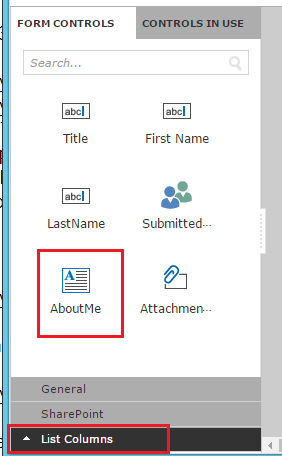 FORM CONTROLS CONTROLS IN USE
Search...
abc abc
Title First Name
abc
LastName Submitted...
A
AboutMe Attachmen...
General
SharePoint
List Columns